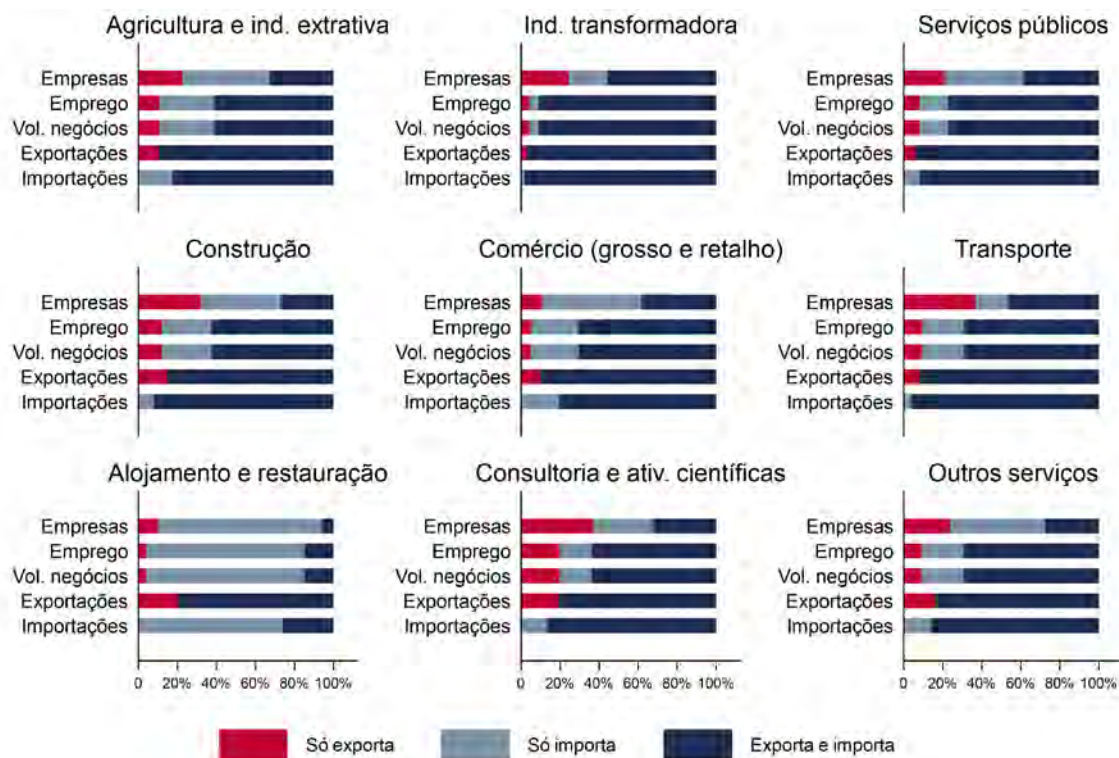 Agricultura e ind. extrativa
Empresas
Emprego
Vol. negócios
Exportações
Importações
Ind. transformadora
Empresas
Emprego
Vol. negócios
Exportações
Importações
Serviços públicos
Empresas
Emprego
Vol. negócios
Exportações
Importações
Construção
Empresas
Emprego
Vol. negócios
Exportações
Importações
Comércio (grosso e retalho)
Empresas
Emprego
Vol. negócios
Exportações
Importações
Transporte
Empresas
Emprego
Vol. negócios
Exportações
Importações
Alojamento e restauração
Empresas
Emprego
Vol. negócios
Exportações
Importações
0 20% 40% 60% 80% 100%
Consultoria e ativ. científicas
Empresas
Emprego
Vol. negócios
Exportações
Importações
0 20% 40% 60% 80% 100%
Outros serviços
Empresas
Emprego
Vol. negócios
Exportações
Importações
0 20% 40% 60% 80% 100%
Só exporta Só importa Exporta e importa